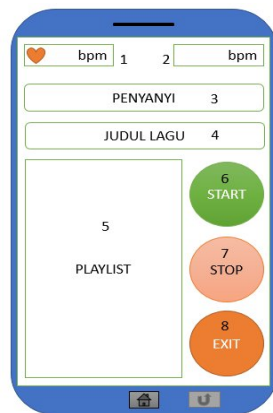 bpm 1 2 bpm
PENYANYI 3
JUDUL LAGU 4
5
PLAYLIST
6
START
7
STOP
8
EXIT